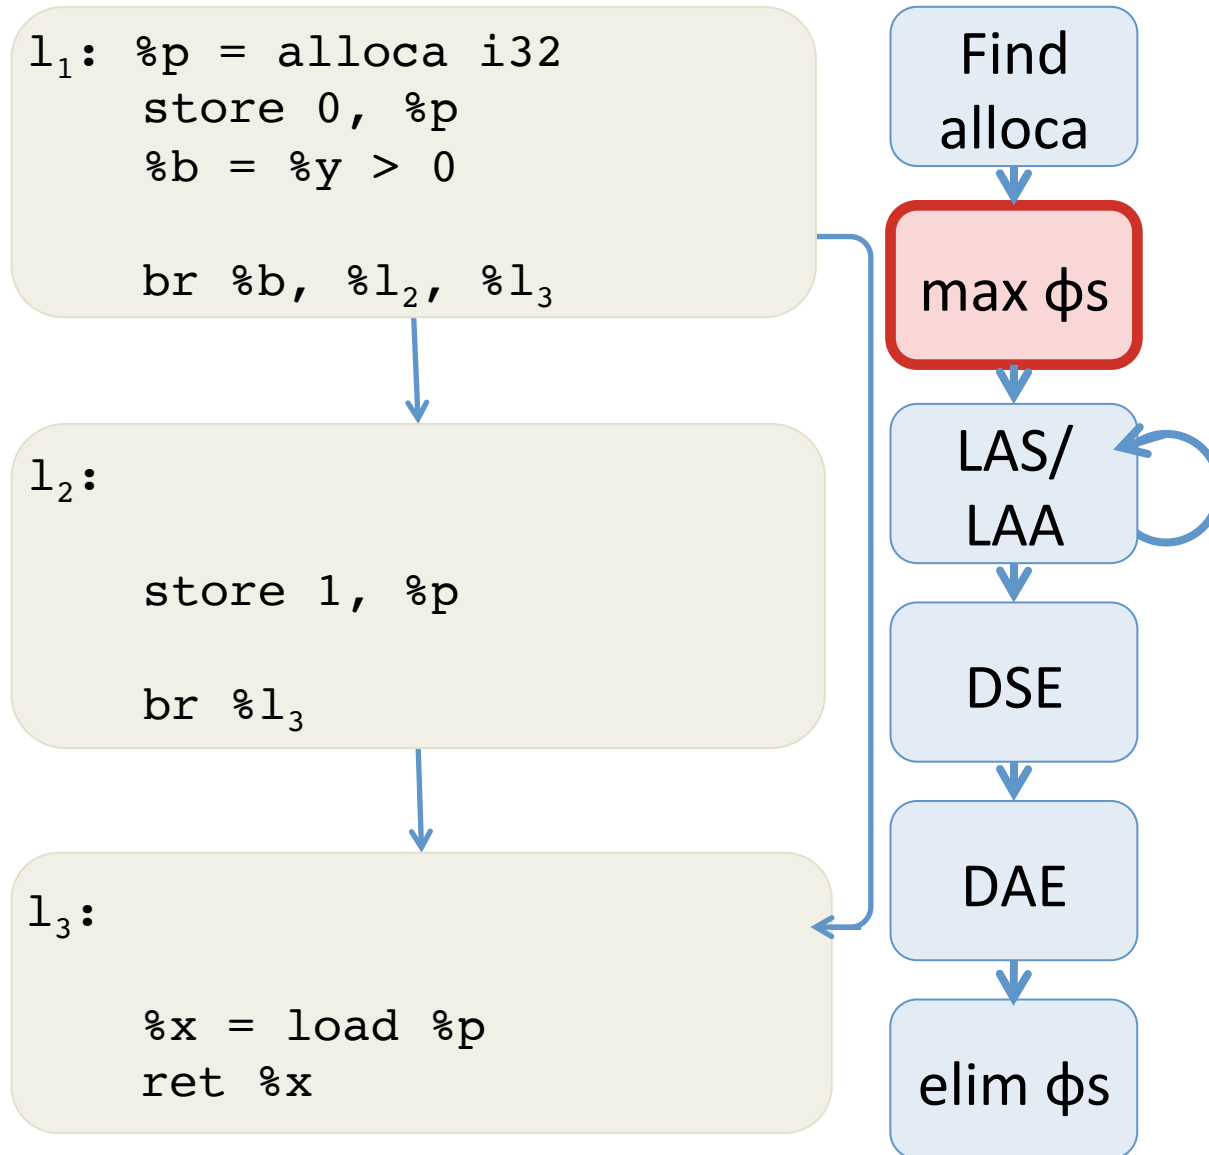 l₁: %p = alloca i32
store 0, %p
%b = %y > 0
br %b, %l₂, %l₃
l₂:
store 1, %p
br %l₃
l₃:
%x = load %p
ret %x
Find
alloca
max ϕs
LAS/
LAA
DSE
DAE
elim ϕs